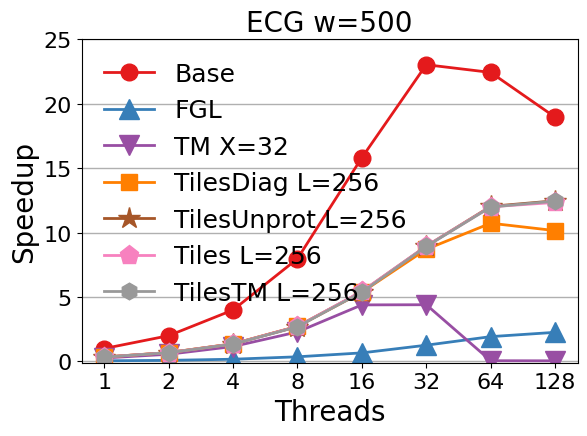 ECG w=500
Speedup
25
20
15
10
5
0
Base
FGL
TM X=32
TilesDiag L=256
TilesUnprot L=256
Tiles L=256
TilesTM L=256
1 2 4 8 16 32 64 128
Threads